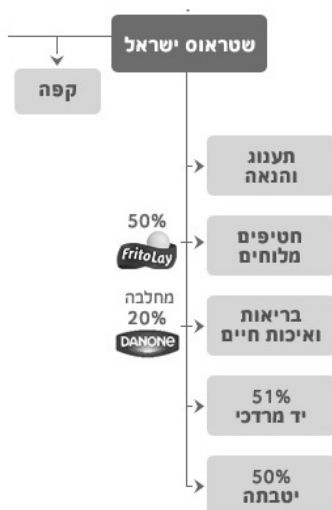 שטראוס ישראל
קפה
תענוג
והנאה
50%
FritoLay
חטיפים
מלוחים
מחלבה
20%
DANONE
בריאות
ואיכות חיים
51%
יד מרדכי
50%
יטבתה